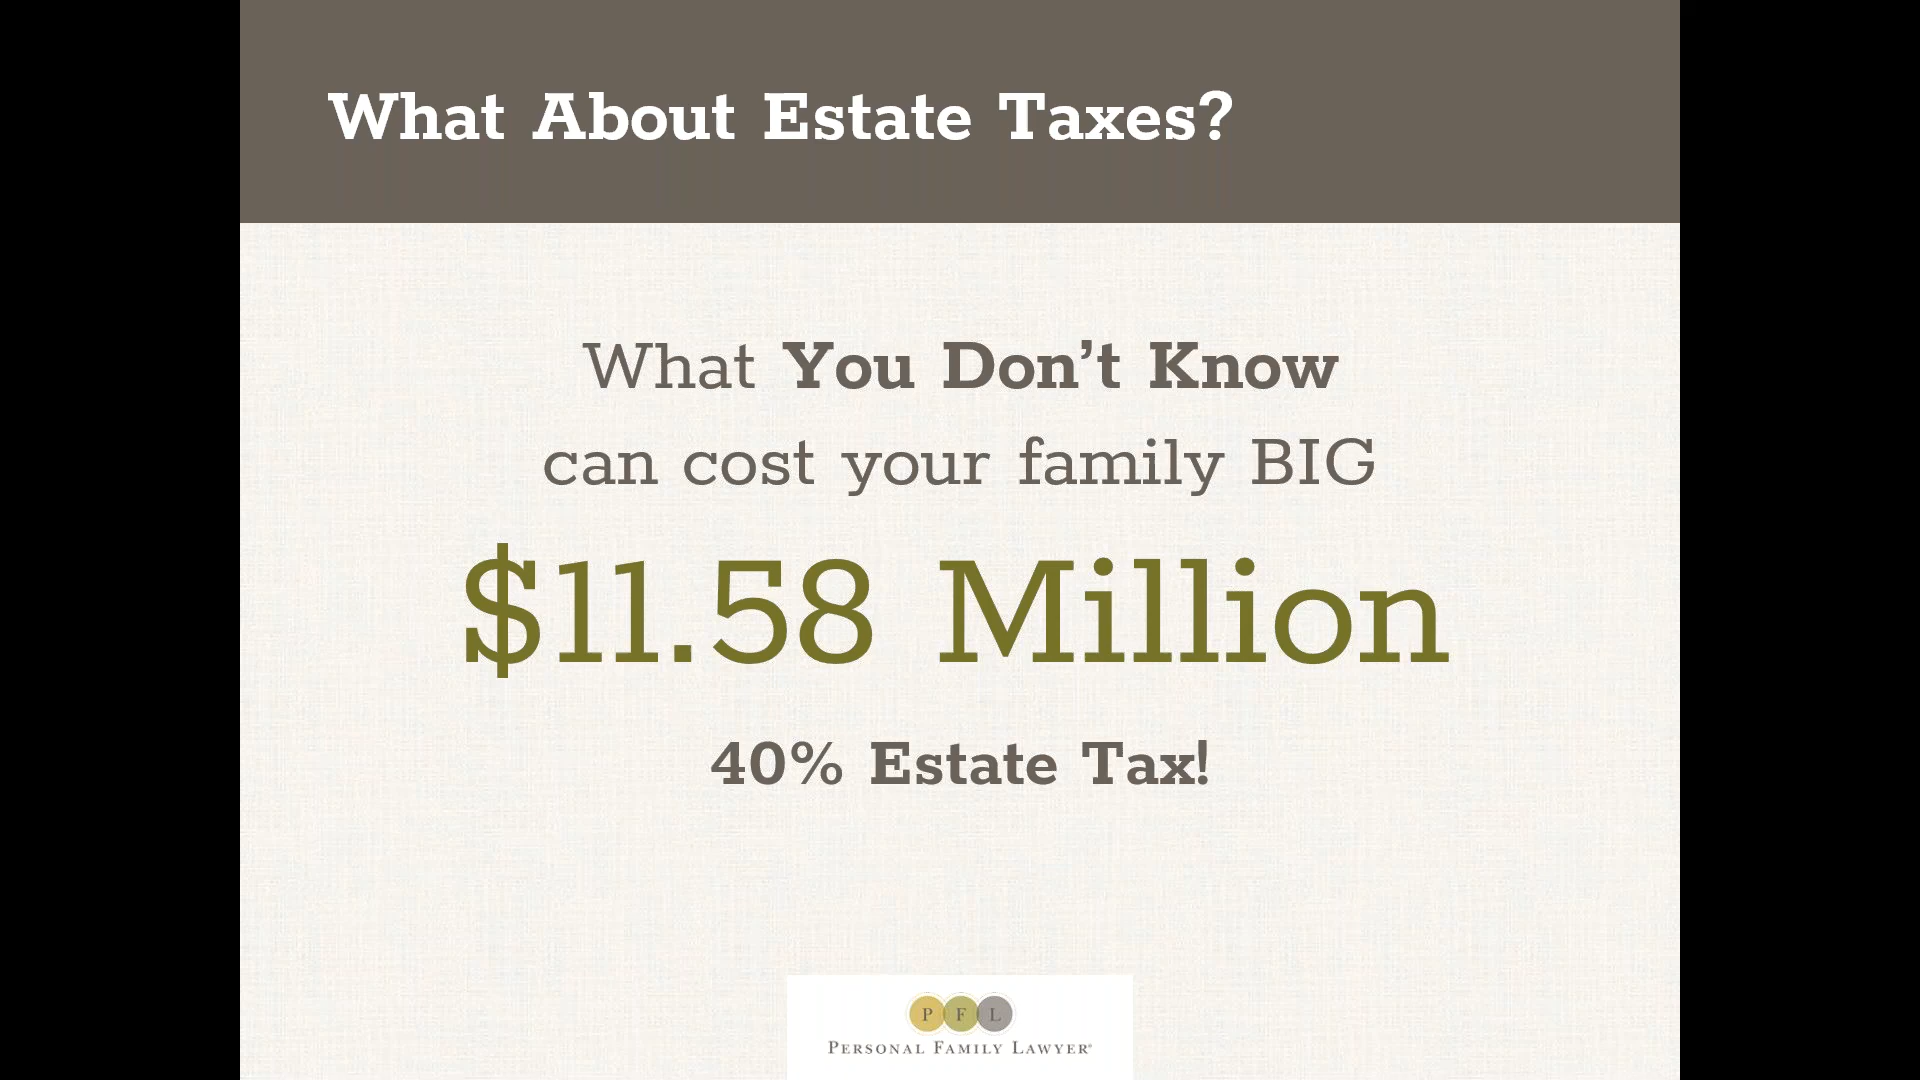 What About Estate Taxes?
What You Don’t Know
can cost your family BIG
$11.58 Million
40% Estate Tax!
P F L
Personal Family Lawyer®